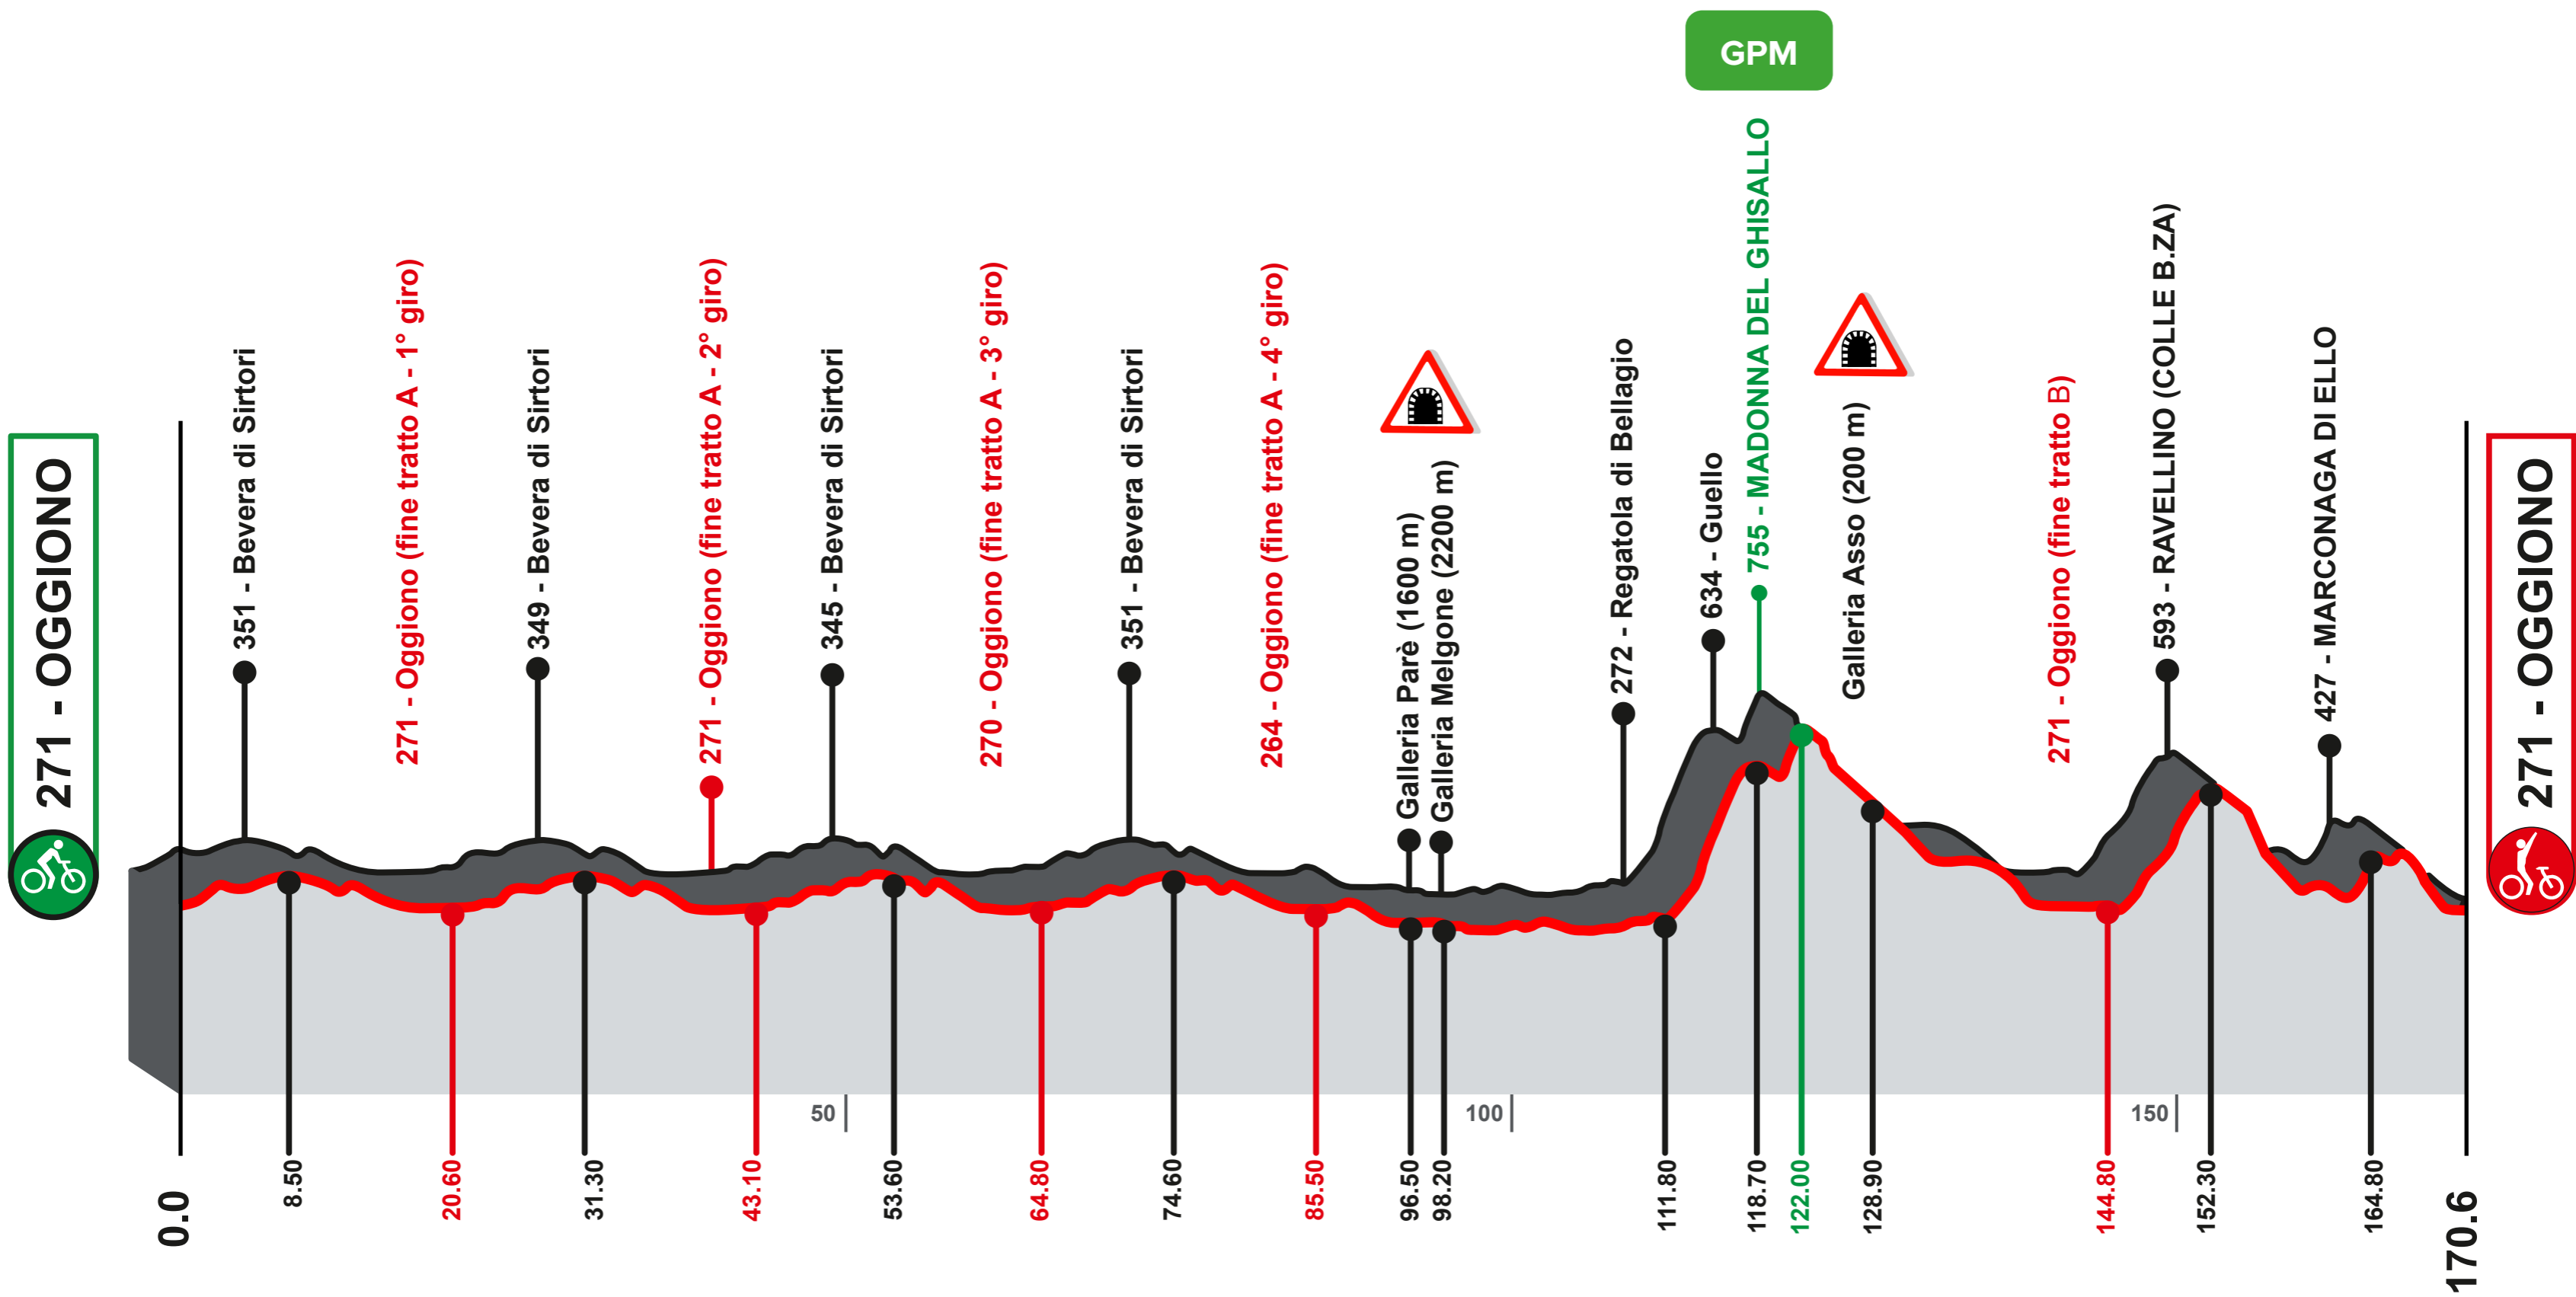 GPM
271 - OGGIONO
351 - Bevera di Sirtori
271 - Oggiono (fine tratto A - 1° giro)
349 - Bevera di Sirtori
271 - Oggiono (fine tratto A - 2° giro)
345 - Bevera di Sirtori
270 - Oggiono (fine tratto A - 3° giro)
351 - Bevera di Sirtori
264 - Oggiono (fine tratto A - 4° giro)
Galleria Parè (1600 m)
Galleria Melgone (2200 m)
272 - Regatola di Bellagio
634 - Guello
755 - MADONNA DEL GHISALLO
Galleria Asso (200 m)
271 - Oggiono (fine tratto B)
593 - RAVELLINO (COLLE B.ZA)
427 - MARCONAGA DI ELLO
271 - OGGIONO
50
100
150
0.0
8.50
20.60
31.30
43.10
53.60
64.80
74.60
85.50
96.50
98.20
111.80
118.70
122.00
128.90
144.80
152.30
164.80
170.6